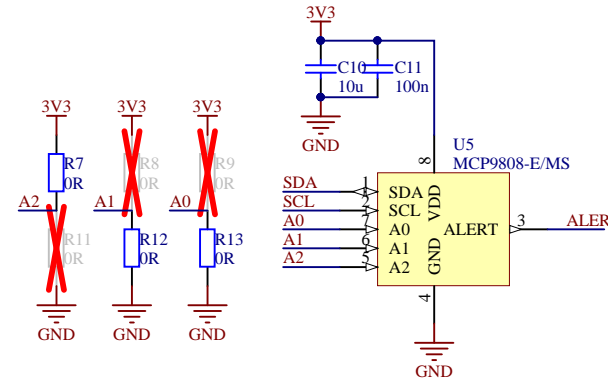 3V3
C10
10u
C11
100n
GND
3V3
3V3
3V3
R7
0R
R8
0R
R9
0R
A2
A1
A0
R11
0R
R12
0R
R13
0R
GND
GND
GND
U5
MCP9808-E/MS
8
SDA
1
SDA
VDD
SCL
2
SCL
A0
7
A0
ALERT
3
ALER
A1
6
A1
GND
A2
5
A2
4
GND